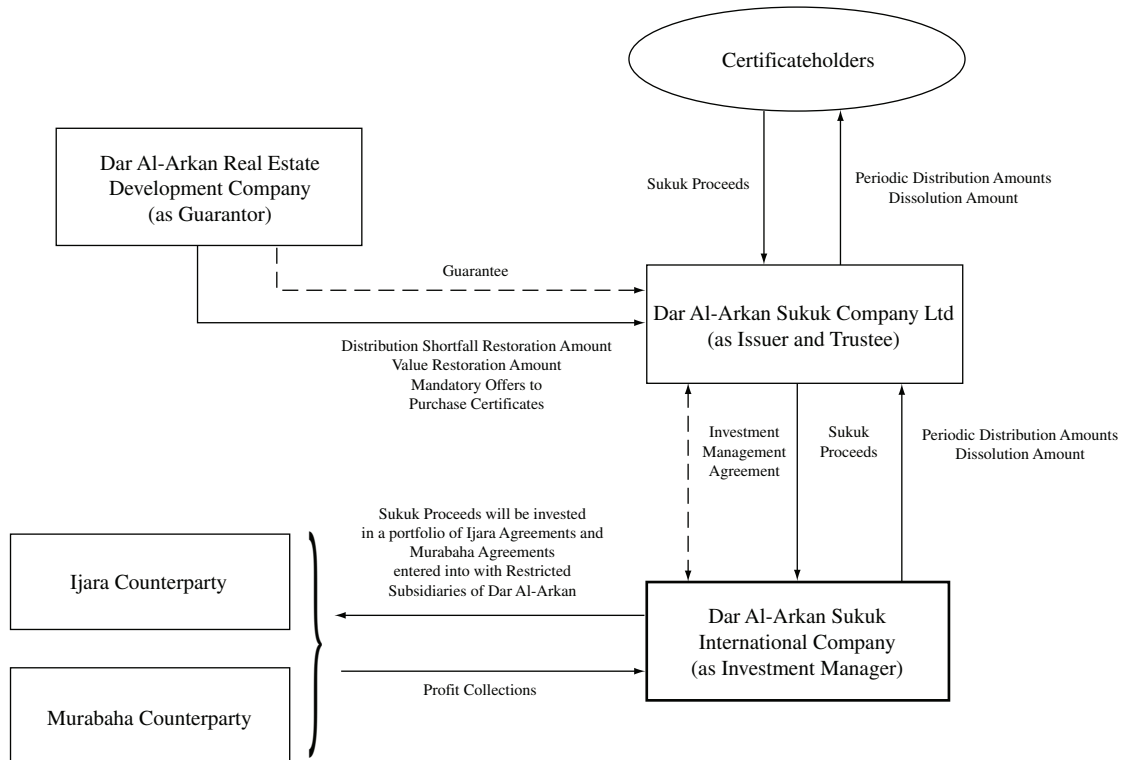 Certificateholders
Dar Al-Arkan Real Estate
Development Company
(as Guarantor)
Sukuk Proceeds
Periodic Distribution Amounts
Dissolution Amount
Guarantee
Dar Al-Arkan Sukuk Company Ltd
(as Issuer and Trustee)
Distribution Shortfall Restoration Amount
Value Restoration Amount
Mandatory Offers to
Purchase Certificates
Investment
Management
Agreement
Sukuk
Proceeds
Periodic Distribution Amounts
Dissolution Amount
Sukuk Proceeds will be invested
in a portfolio of Ijara Agreements and
Murabaha Agreements
entered into with Restricted
Subsidiaries of Dar Al-Arkan
Ijara Counterparty
Dar Al-Arkan Sukuk
International Company
(as Investment Manager)
Profit Collections
Murabaha Counterparty